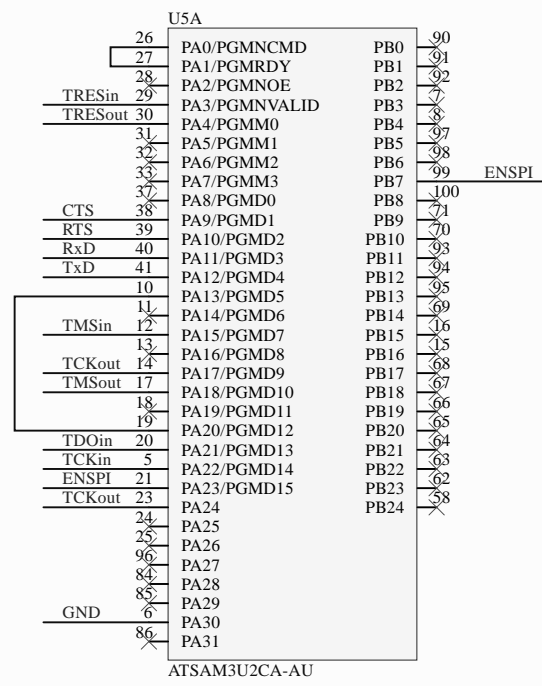 U5A
26 PA0/PGMNCMD PB0 90
27 PA1/PGMRDY PB1 91
28 PA2/PGMNOE PB2 92
TRESin 29 PA3/PGMNVALID PB3 7
TRESout 30 PA4/PGMM0 PB4 8
31 PA5/PGMM1 PB5 97
32 PA6/PGMM2 PB6 98
33 PA7/PGMM3 PB7 99 ENSPI
37 PA8/PGMD0 PB8 100
CTS 38 PA9/PGMD1 PB9 71
RTS 39 PA10/PGMD2 PB10 70
RxD 40 PA11/PGMD3 PB11 93
TxD 41 PA12/PGMD4 PB12 94
10 PA13/PGMD5 PB13 95
11 PA14/PGMD6 PB14 69
TMSin 12 PA15/PGMD7 PB15 16
13 PA16/PGMD8 PB16 15
TCKout 14 PA17/PGMD9 PB17 68
TMSout 17 PA18/PGMD10 PB18 67
18 PA19/PGMD11 PB19 66
19 PA20/PGMD12 PB20 65
TDOin 20 PA21/PGMD13 PB21 64
TCKin 5 PA22/PGMD14 PB22 63
ENSPI 21 PA23/PGMD15 PB23 62
TCKout 23 PA24 PB24 58
24 PA25
25 PA26
96 PA27
84 PA28
85 PA29
GND 6 PA30
86 PA31
ATSAM3U2CA-AU